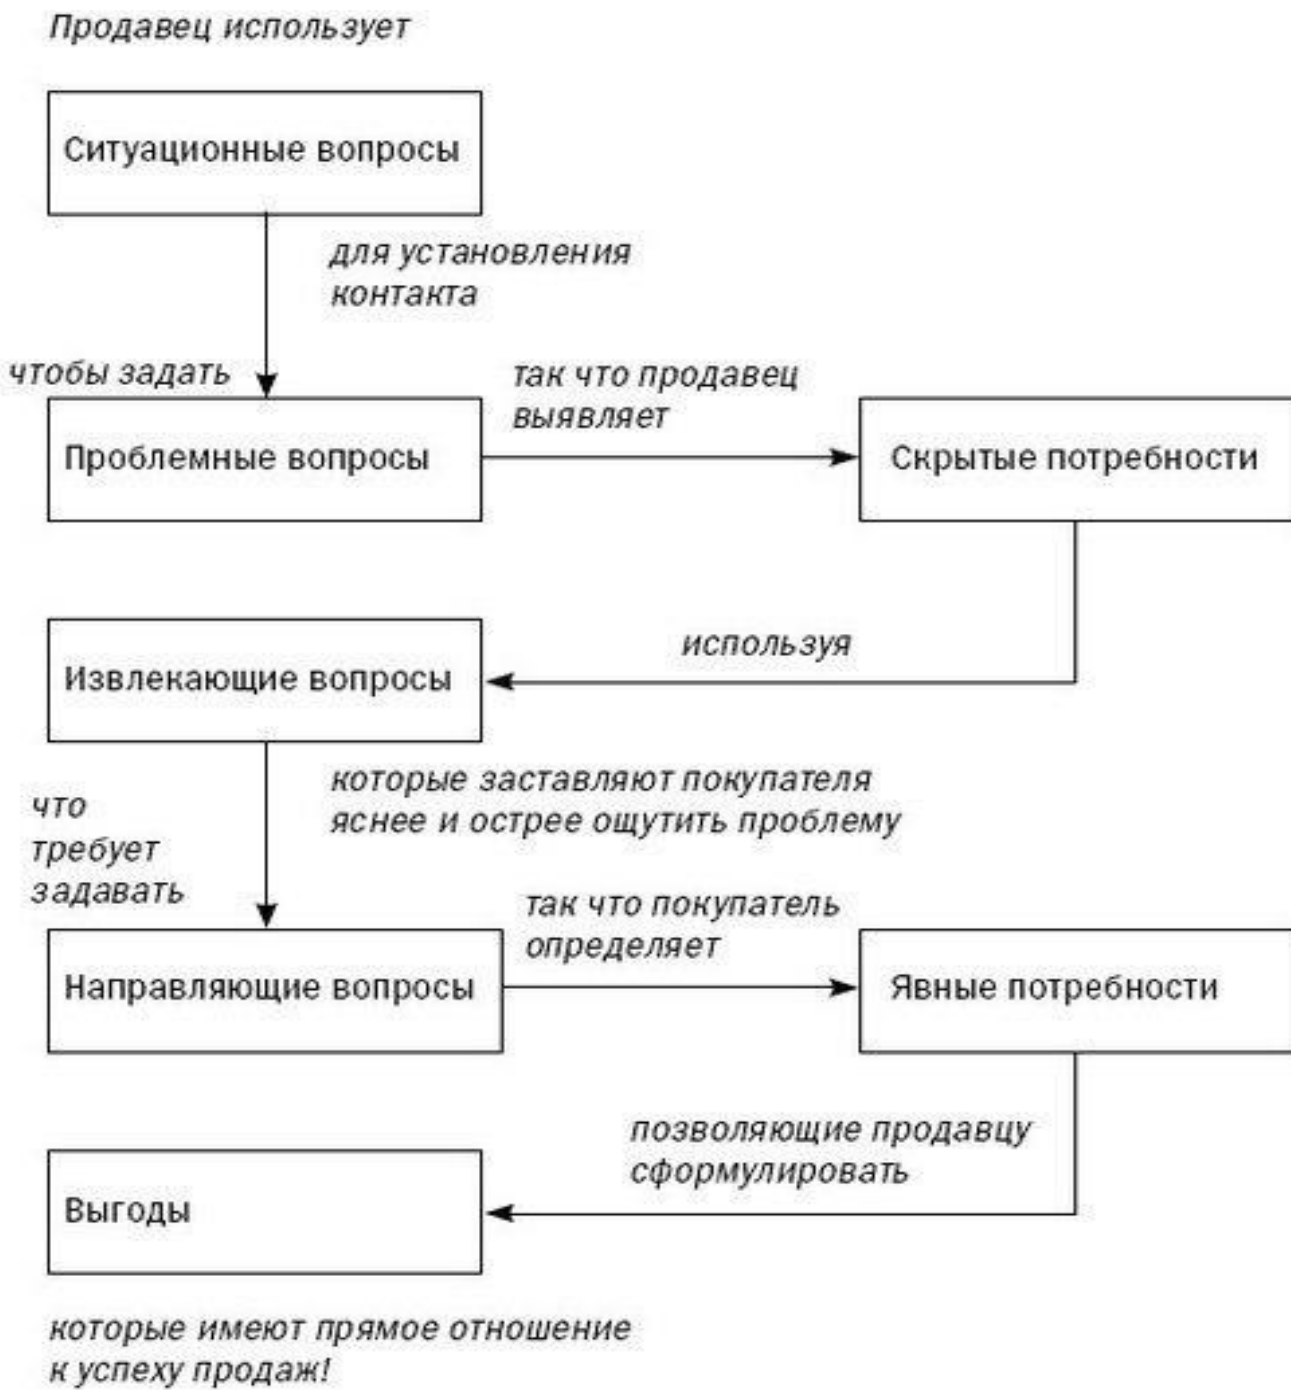 Продавец использует
Ситуационные вопросы
для установления
контакта
чтобы задать
так что продавец
выявляет
Проблемные вопросы
Скрытые потребности
используя
Извлекающие вопросы
которые заставляют покупателя
яснее и острее ощутить проблему
что
требует
задавать
так что покупатель
определяет
Направляющие вопросы
Явные потребности
позволяющие продавцу
сформулировать
Выгоды
которые имеют прямое отношение
к успеху продаж!